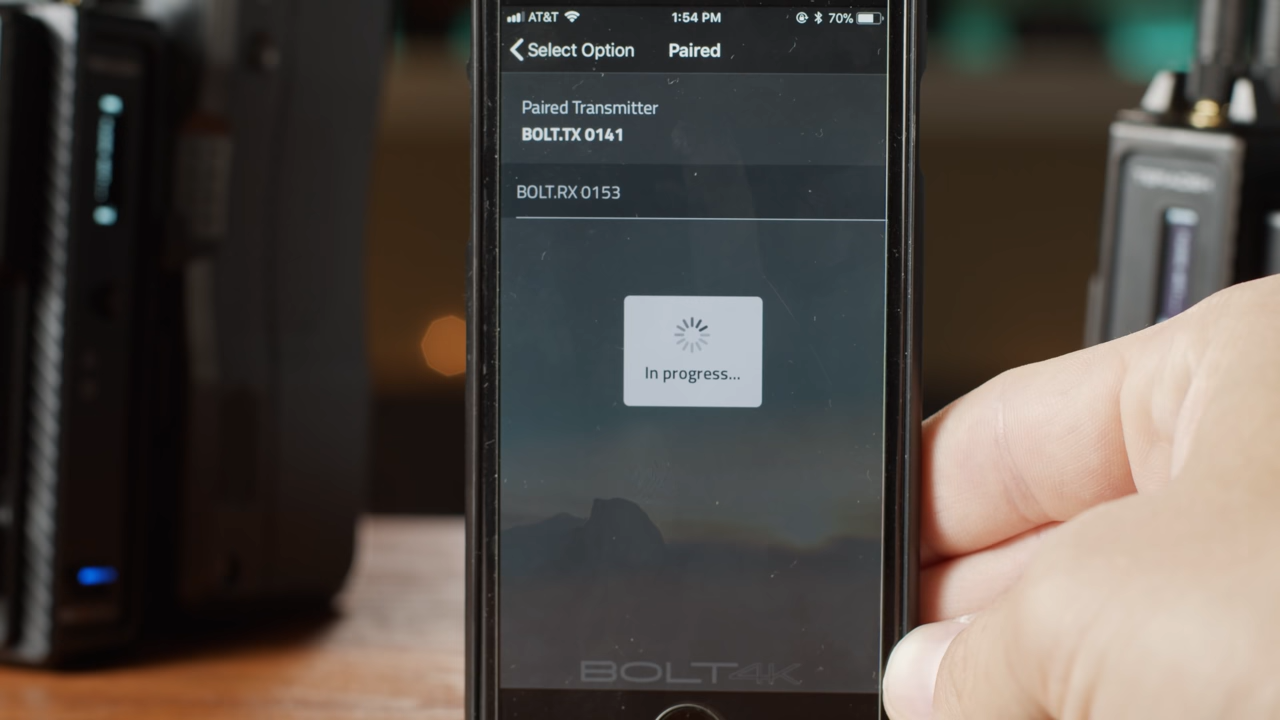 AT&T 1:54 PM 70%
Select Option Paired
Paired Transmitter
BOLT.TX 0141
BOLT.RX 0153
In progress...
BOLT4K